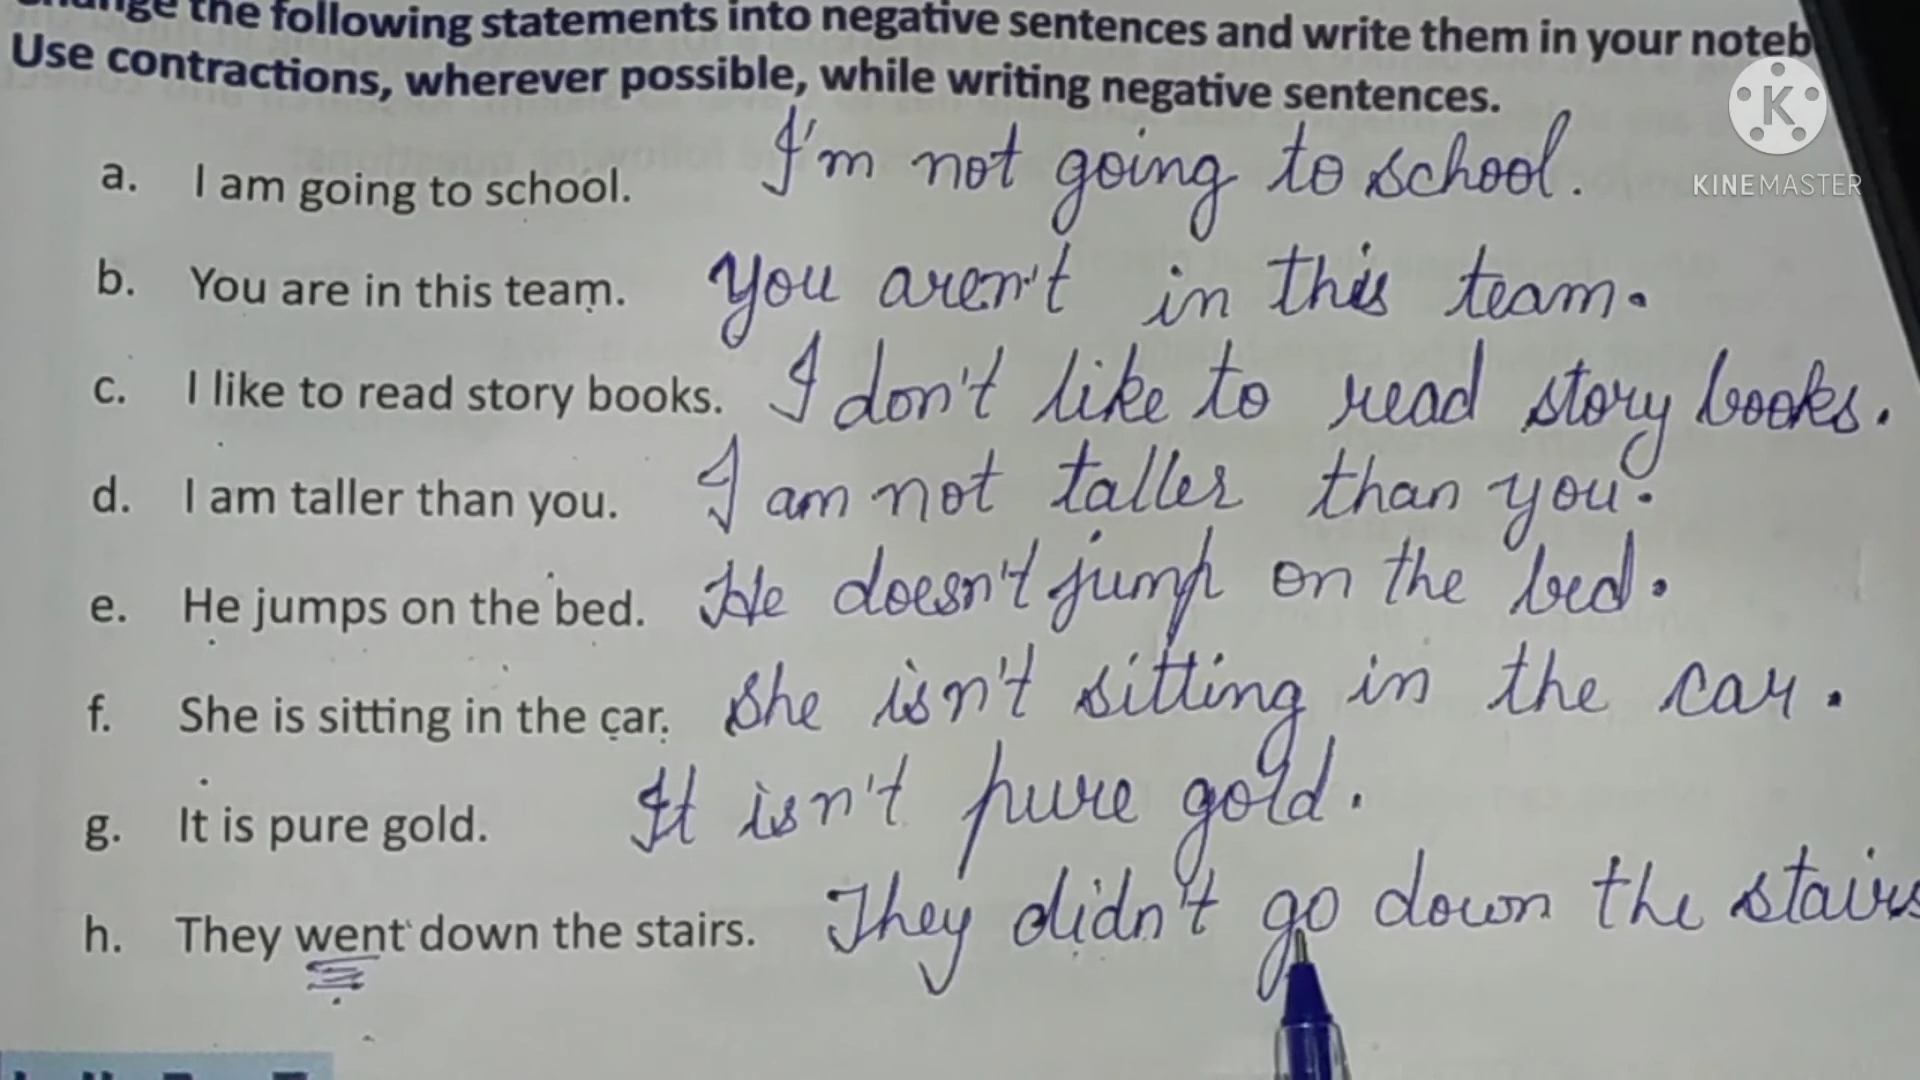 the following statements into negative sentences and write them in your noteb
Use contractions, wherever possible, while writing negative sentences.
K
KINEMASTER
a. I am going to school. I'm not going to school.
b. You are in this team. You aren't in this team.
c. I like to read story books. I don't like to read story books.
d. I am taller than you. I am not taller than you.
e. He jumps on the bed. He doesn't jump on the bed.
f. She is sitting in the car. She isn't sitting in the car.
g. It is pure gold. It isn't pure gold.
h. They went down the stairs. They didn't go down the stairs